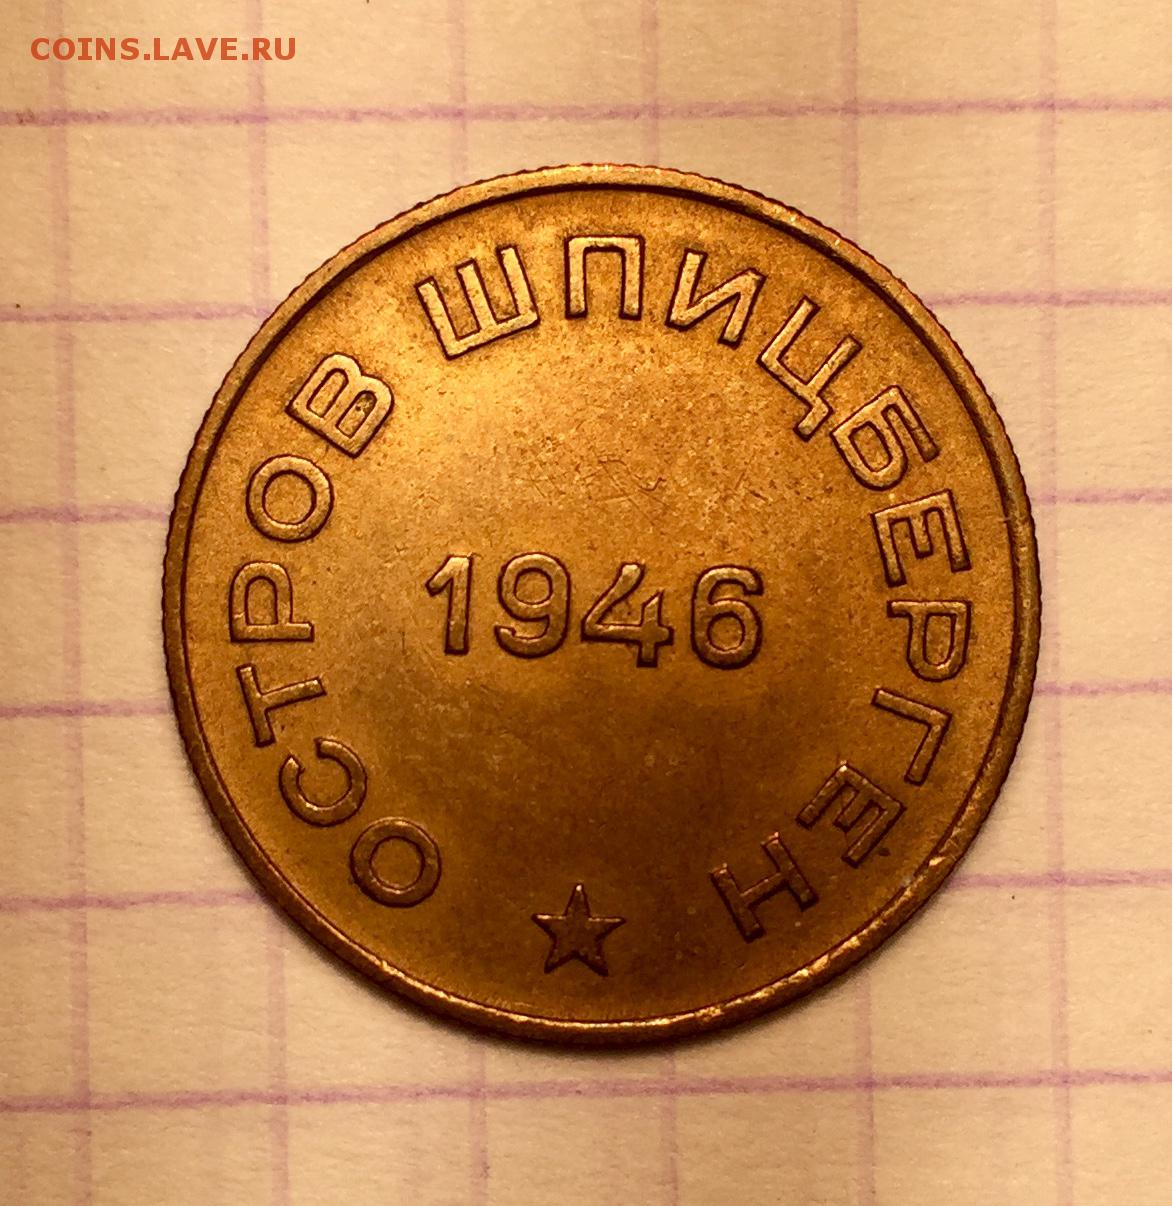 COINS.LAVE.RU
ОСТРОВ ШПИЦБЕРГЕН
1946